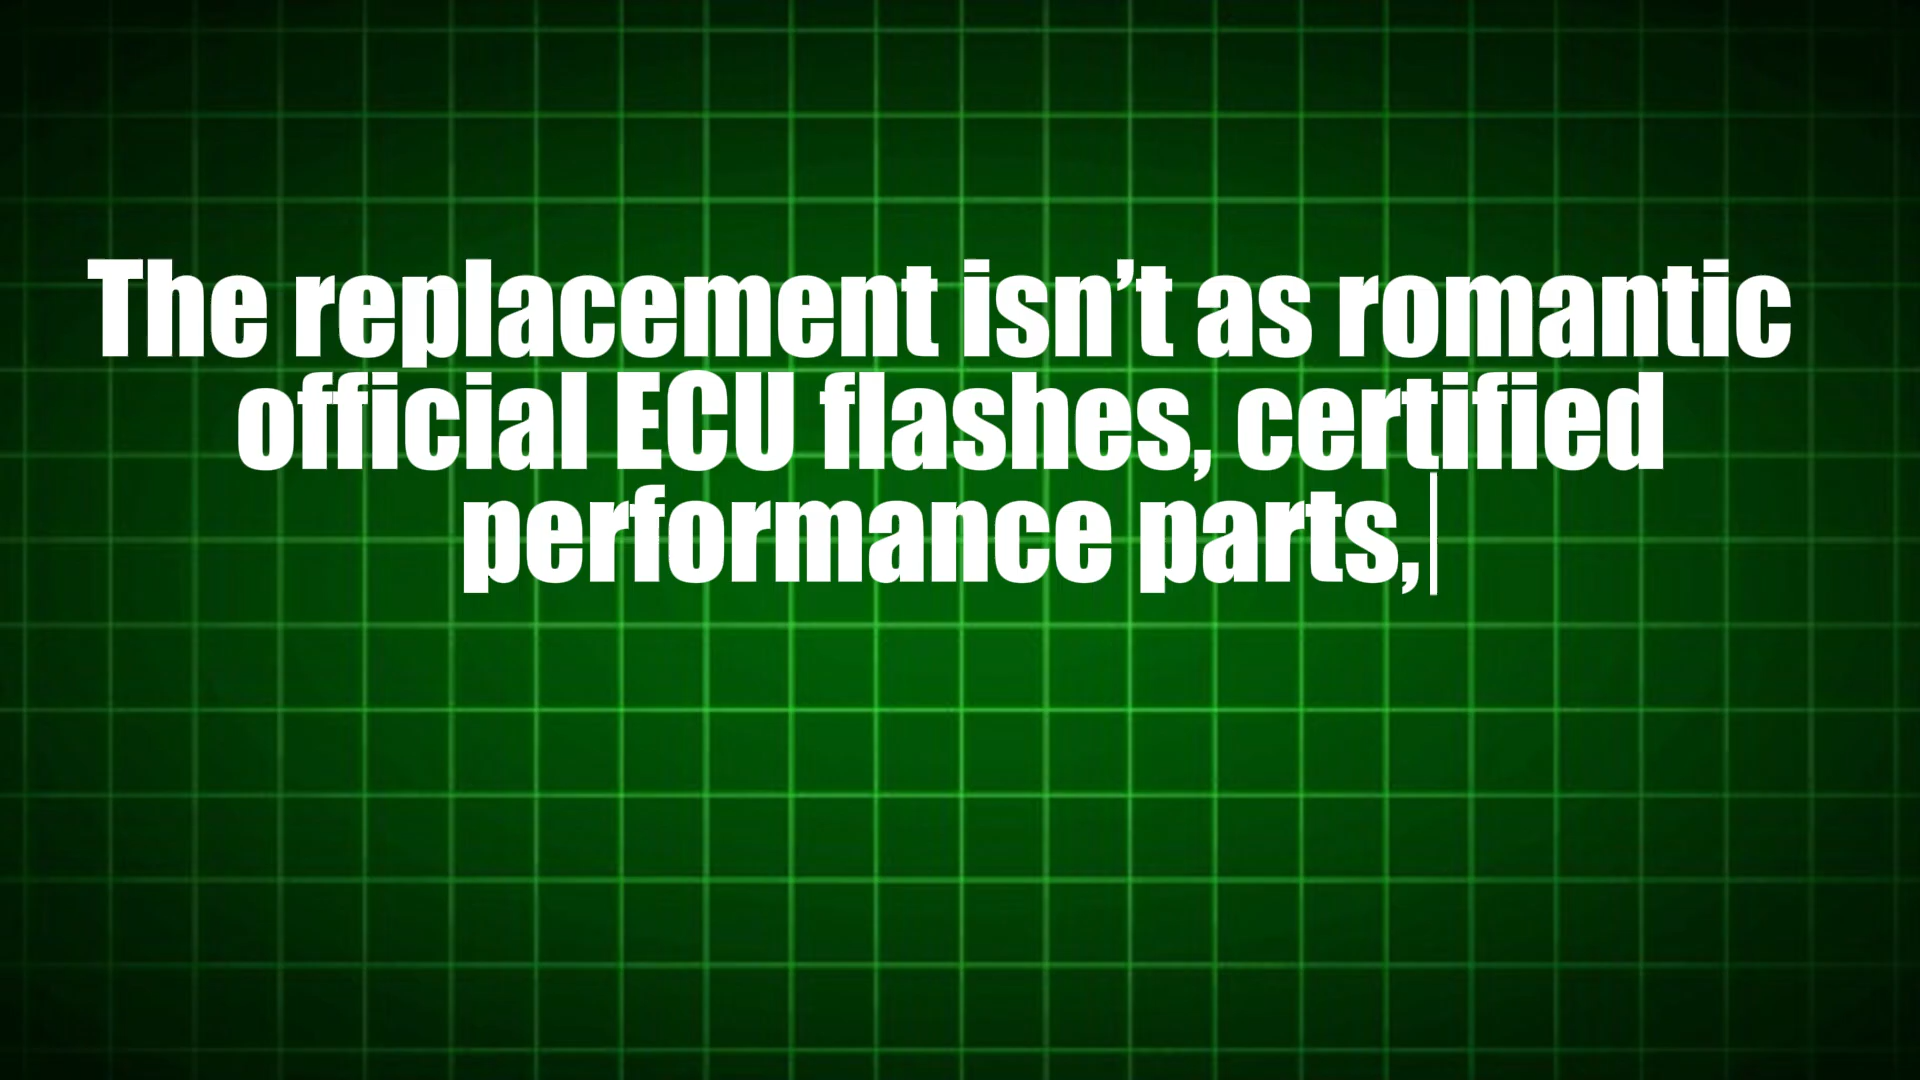 The replacement isn’t as romantic
official ECU flashes, certified
performance parts,